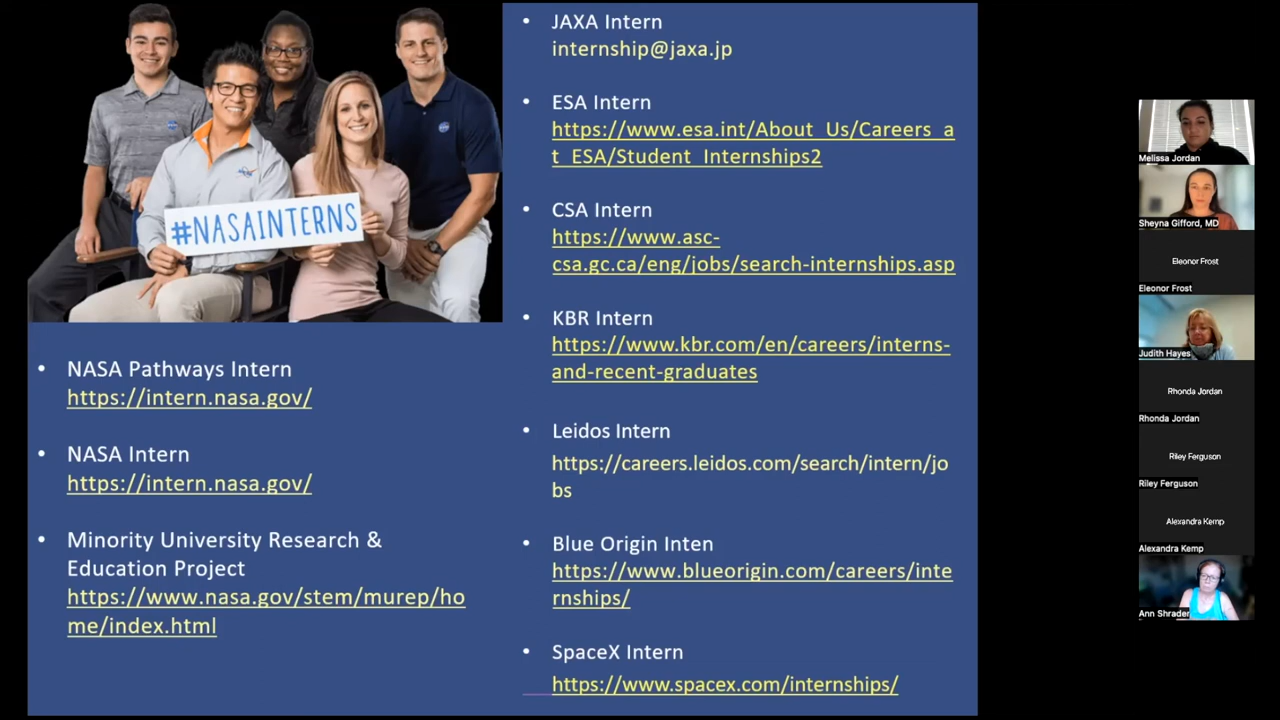 #NASAINTERNS
• NASA Pathways Intern
https://intern.nasa.gov/
• NASA Intern
https://intern.nasa.gov/
• Minority University Research &
Education Project
https://www.nasa.gov/stem/murep/ho
me/index.html
• JAXA Intern
internship@jaxa.jp
• ESA Intern
https://www.esa.int/About_Us/Careers_a
t_ESA/Student_Internships2
• CSA Intern
https://www.asc-
csa.gc.ca/eng/jobs/search-internships.asp
• KBR Intern
https://www.kbr.com/en/careers/interns-
and-recent-graduates
• Leidos Intern
https://careers.leidos.com/search/intern/jo
bs
• Blue Origin Inten
https://www.blueorigin.com/careers/inte
rnships/
• SpaceX Intern
https://www.spacex.com/internships/
Melissa Jordan
Sheyna Gifford, MD
Eleonor Frost
Eleonor Frost
Judith Hayes
Rhonda Jordan
Rhonda Jordan
Riley Ferguson
Riley Ferguson
Alexandra Kemp
Alexandra Kemp
Ann Shrader